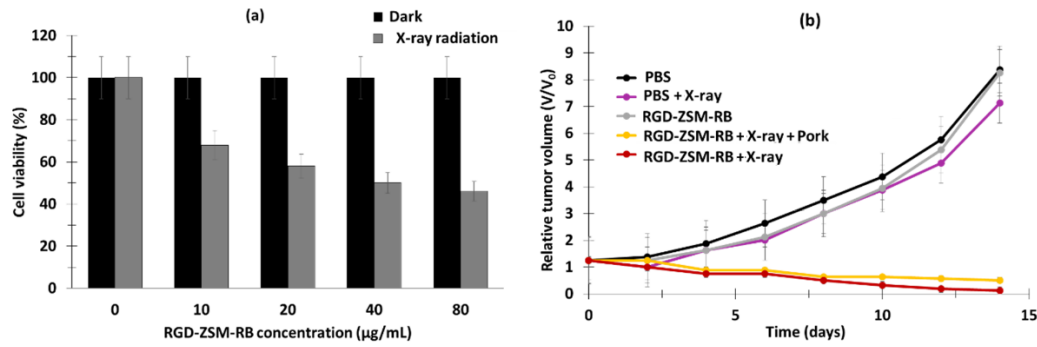 (a)
Dark
X-ray radiation
Cell viability (%)
120
100
80
60
40
20
0
0 10 20 40 80
RGD-ZSM-RB concentration (µg/mL)
(b)
PBS
PBS + X-ray
RGD-ZSM-RB
RGD-ZSM-RB + X-ray + Pork
RGD-ZSM-RB + X-ray
Relative tumor volume (V/V₀)
10
9
8
7
6
5
4
3
2
1
0
0 5 10 15
Time (days)